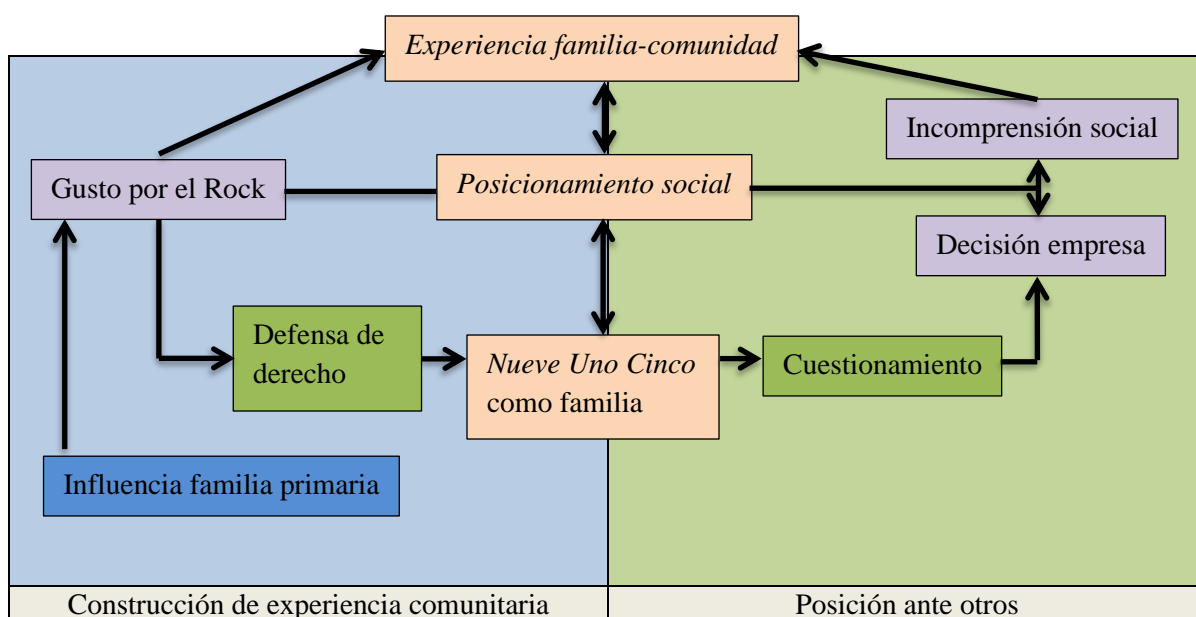 Experiencia familia-comunidad
Incomprensión social
Gusto por el Rock
Posicionamiento social
Decisión empresa
Defensa de
derecho
Nueve Uno Cinco
como familia
Cuestionamiento
Influencia familia primaria
Construcción de experiencia comunitaria
Posición ante otros